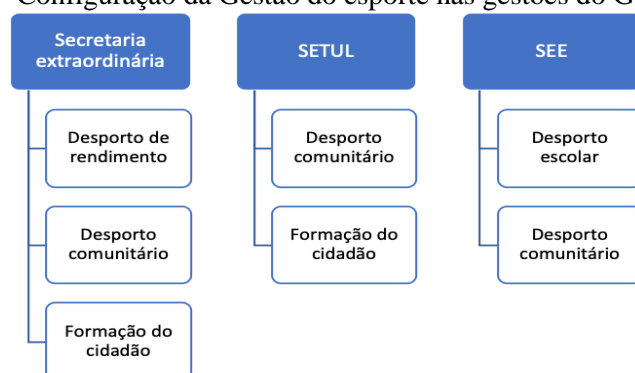 Configuração da Gestão do esporte nas gestões do G
Secretaria
extraordinária
Desporto de
rendimento
Desporto
comunitário
Formação do
cidadão
SETUL
Desporto
comunitário
Formação do
cidadão
SEE
Desporto
escolar
Desporto
comunitário